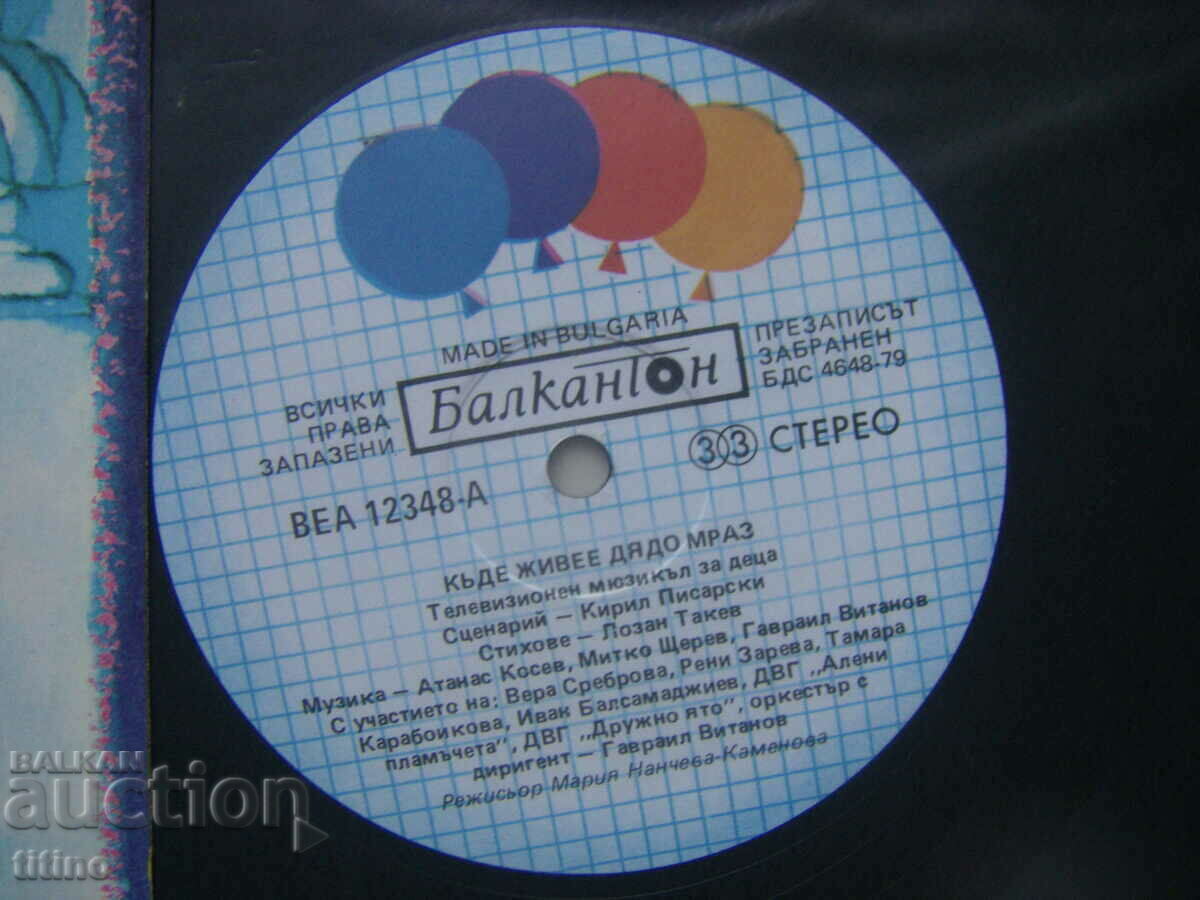 MADE IN BULGARIA
ВСИЧКИ
ПРАВА
ЗАПАЗЕНИ
Балкантон
ПРЕЗАПИСЪТ
ЗАБРАНЕН
БДС 4648-79
33 СТЕРЕО
ВЕА 12348-А
КЪДЕ ЖИВЕЕ ДЯДО МРАЗ
Телевизионен мюзикъл за деца
Сценарий – Кирил Писарски
Стихове – Лозан Такев
Музика – Атанас Косев, Митко Щерев, Гавраил Витанов
С участието на: Вера Среброва, Рени Зарева, Тамара
Карабоикова, Иван Балсамаджиев, ДВГ „Алени
пламъчета", ДВГ „Дружно ято", оркестър с
диригент – Гавраил Витанов
Режисьор Мария Нанчева-Каменова
BALKAN
auction
titino